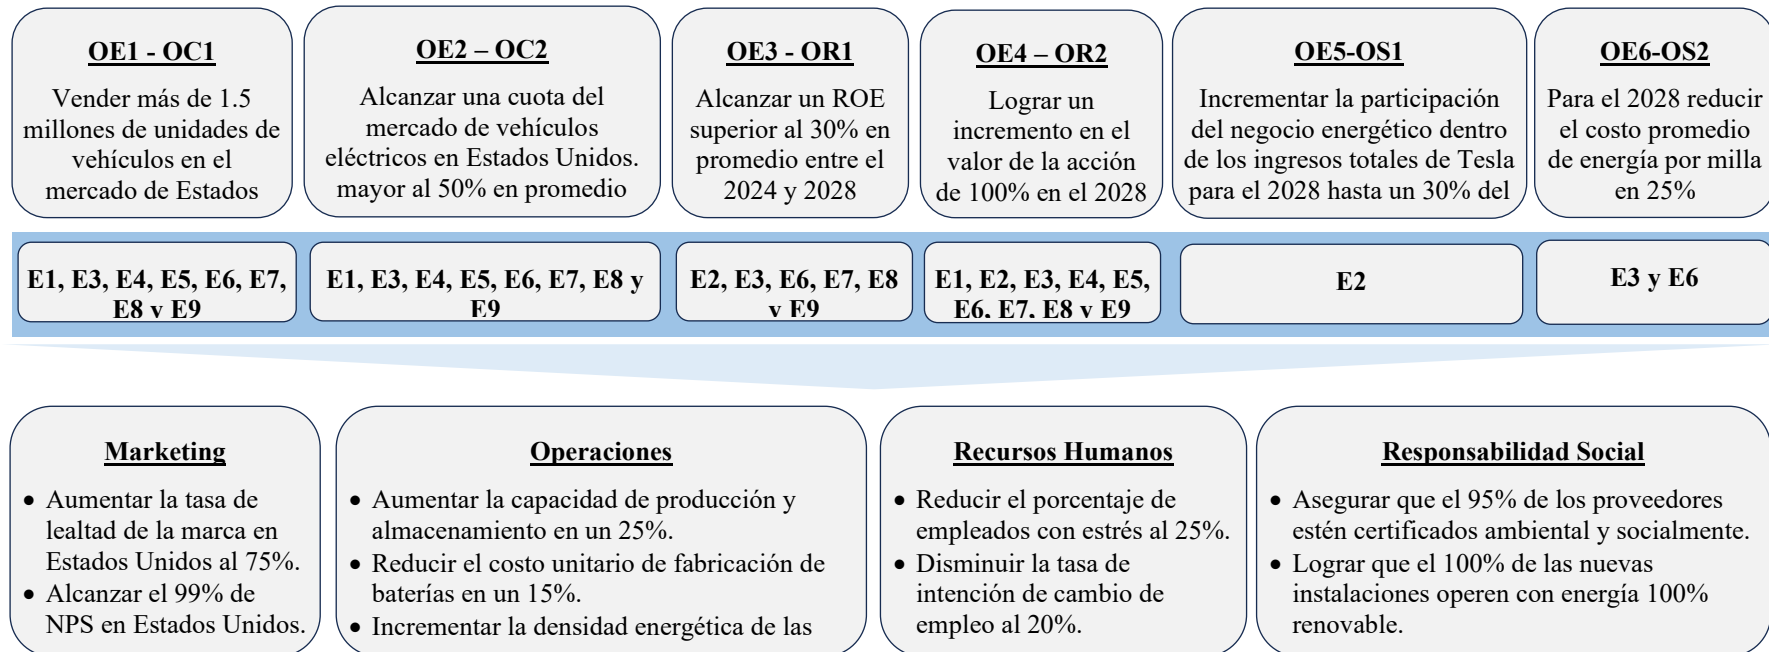 OE1 - OC1
Vender más de 1.5
millones de unidades de
vehículos en el
mercado de Estados
OE2 – OC2
Alcanzar una cuota del
mercado de vehículos
eléctricos en Estados Unidos.
mayor al 50% en promedio
OE3 - OR1
Alcanzar un ROE
superior al 30% en
promedio entre el
2024 y 2028
OE4 – OR2
Lograr un
incremento en el
valor de la acción
de 100% en el 2028
OE5-OS1
Incrementar la participación
del negocio energético dentro
de los ingresos totales de Tesla
para el 2028 hasta un 30% del
OE6-OS2
Para el 2028 reducir
el costo promedio
de energía por milla
en 25%
E1, E3, E4, E5, E6, E7,
E8 y E9
E1, E3, E4, E5, E6, E7, E8 y
E9
E2, E3, E6, E7, E8
y E9
E1, E2, E3, E4, E5,
E6, E7, E8 y E9
E2
E3 y E6
Marketing
• Aumentar la tasa de
lealtad de la marca en
Estados Unidos al 75%.
• Alcanzar el 99% de
NPS en Estados Unidos.
Operaciones
• Aumentar la capacidad de producción y
almacenamiento en un 25%.
• Reducir el costo unitario de fabricación de
baterías en un 15%.
• Incrementar la densidad energética de las
Recursos Humanos
• Reducir el porcentaje de
empleados con estrés al 25%.
• Disminuir la tasa de
intención de cambio de
empleo al 20%.
Responsabilidad Social
• Asegurar que el 95% de los proveedores
estén certificados ambiental y socialmente.
• Lograr que el 100% de las nuevas
instalaciones operen con energía 100%
renovable.